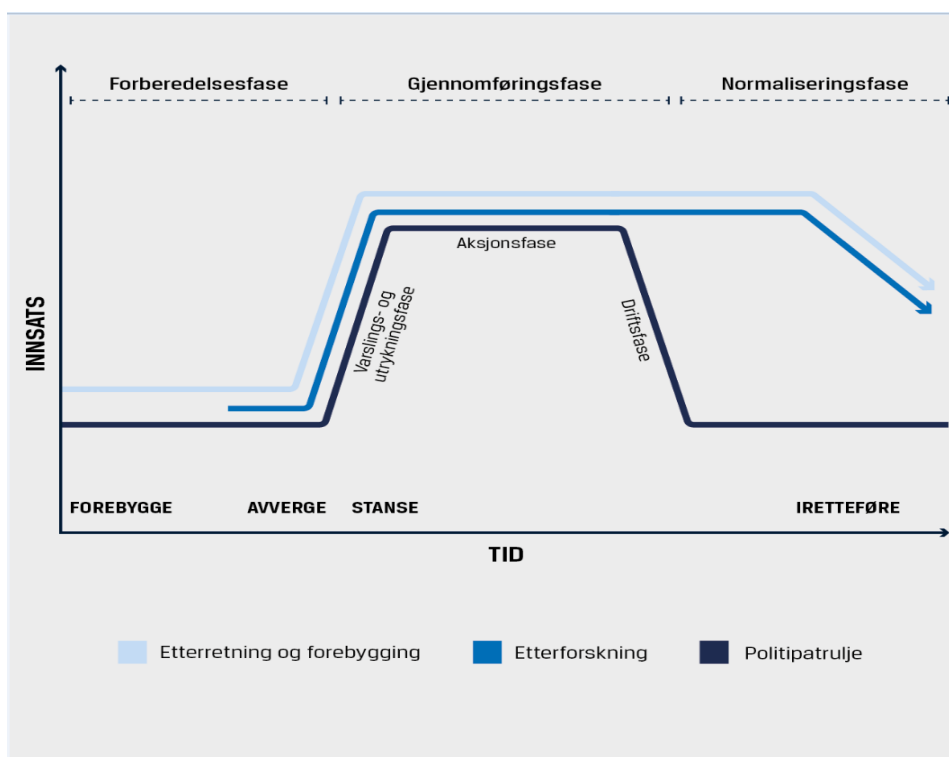 Forberedelsesfase
Gjennomføringsfase
Normaliseringsfase
INNSATS
Aksjonsfase
Varslings- og
utrykningsfase
Driftsfase
FOREBYGGE
AVVERGE
STANSE
IRETTEFØRE
TID
Etterretning og forebygging
Etterforskning
Politipatrulje